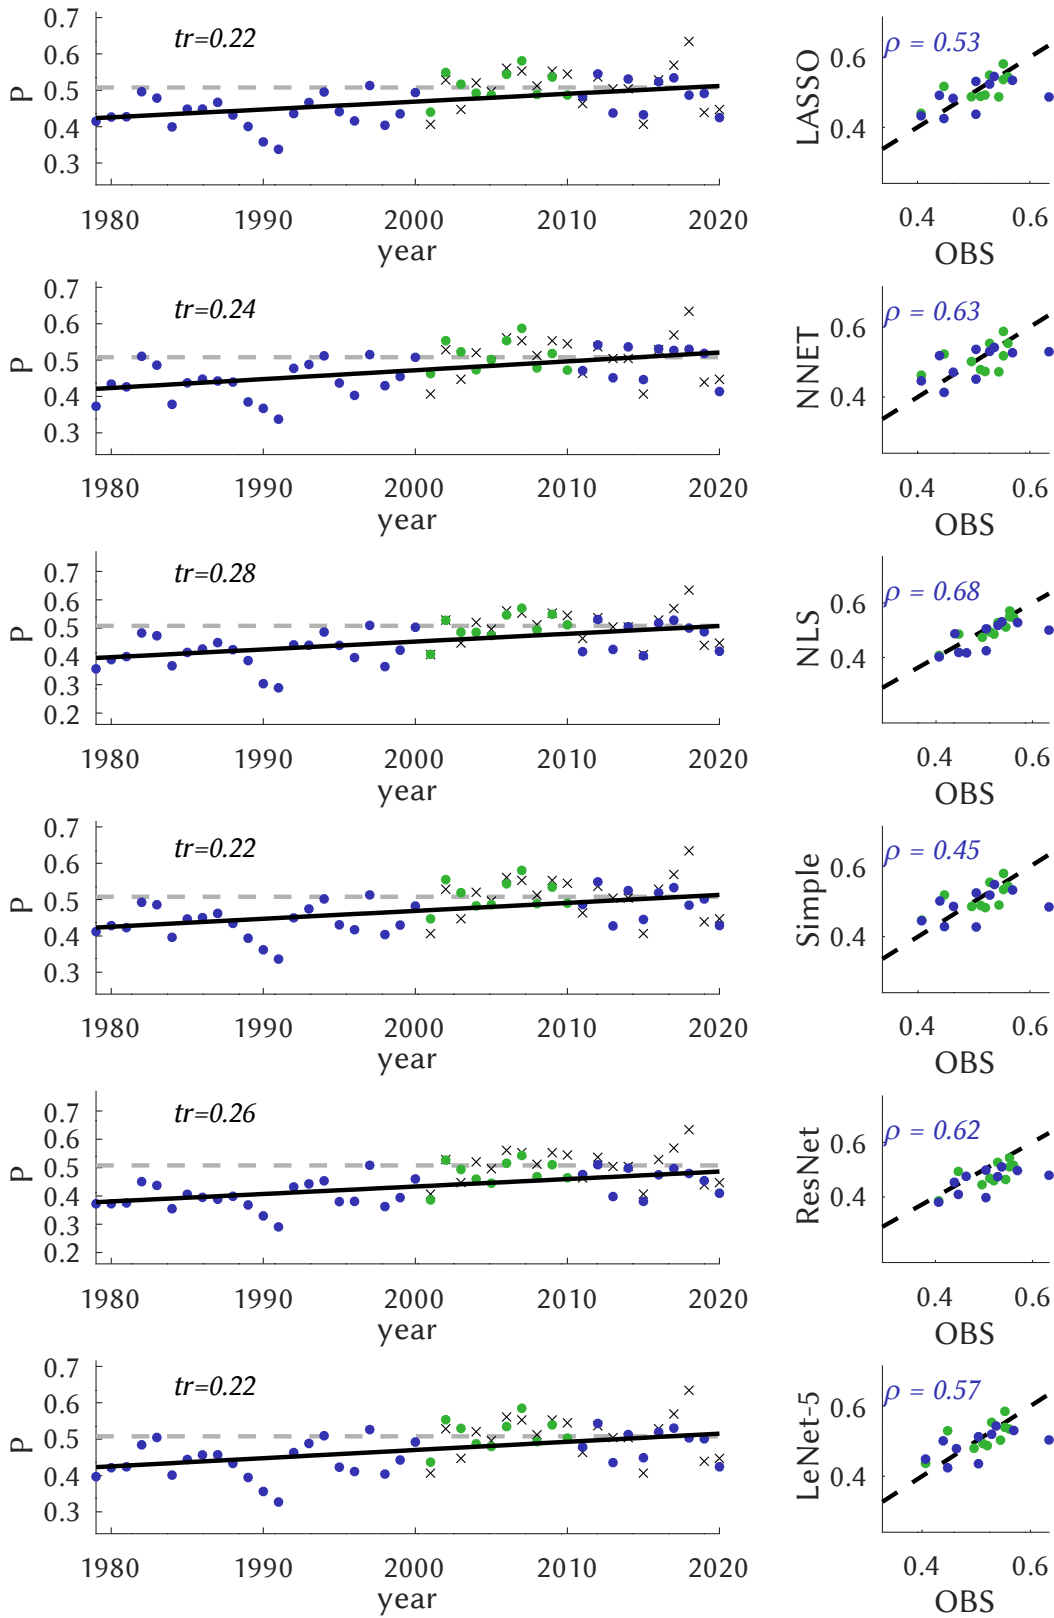 0.7
0.6
0.5
0.4
0.3
P
tr=0.22
1980 1990 2000 2010 2020
year
LASSO
0.6
0.4
ρ = 0.53
0.4 0.6
OBS
0.7
0.6
0.5
0.4
0.3
P
tr=0.24
1980 1990 2000 2010 2020
year
NNET
0.6
0.4
ρ = 0.63
0.4 0.6
OBS
0.7
0.6
0.5
0.4
0.3
0.2
P
tr=0.28
1980 1990 2000 2010 2020
year
NLS
0.6
0.4
ρ = 0.68
0.4 0.6
OBS
0.7
0.6
0.5
0.4
0.3
P
tr=0.22
1980 1990 2000 2010 2020
year
Simple
0.6
0.4
ρ = 0.45
0.4 0.6
OBS
0.7
0.6
0.5
0.4
0.3
0.2
P
tr=0.26
1980 1990 2000 2010 2020
year
ResNet
0.6
0.4
ρ = 0.62
0.4 0.6
OBS
0.7
0.6
0.5
0.4
0.3
P
tr=0.22
1980 1990 2000 2010 2020
year
LeNet-5
0.6
0.4
ρ = 0.57
0.4 0.6
OBS